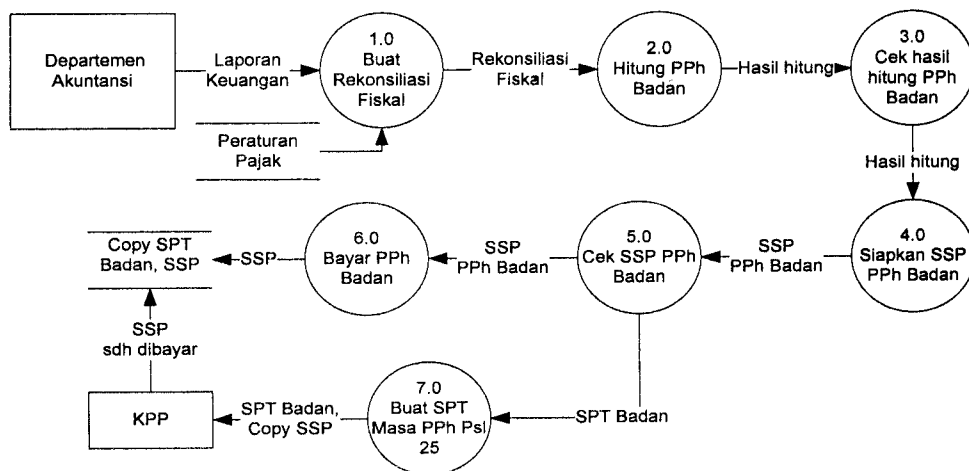 Departemen
Akuntansi
Laporan
Keuangan
1.0
Buat
Rekonsiliasi
Fiskal
Rekonsiliasi
Fiskal
2.0
Hitung PPh
Badan
Hasil hitung
3.0
Cek hasil
hitung PPh
Badan
Peraturan
Pajak
Hasil hitung
4.0
Siapkan SSP
PPh Badan
SSP
PPh Badan
5.0
Cek SSP PPh
Badan
SSP
PPh Badan
6.0
Bayar PPh
Badan
SSP
Copy SPT
Badan, SSP
SSP
sdh dibayar
KPP
SPT Badan,
Copy SSP
7.0
Buat SPT
Masa PPh Psl
25
SPT Badan